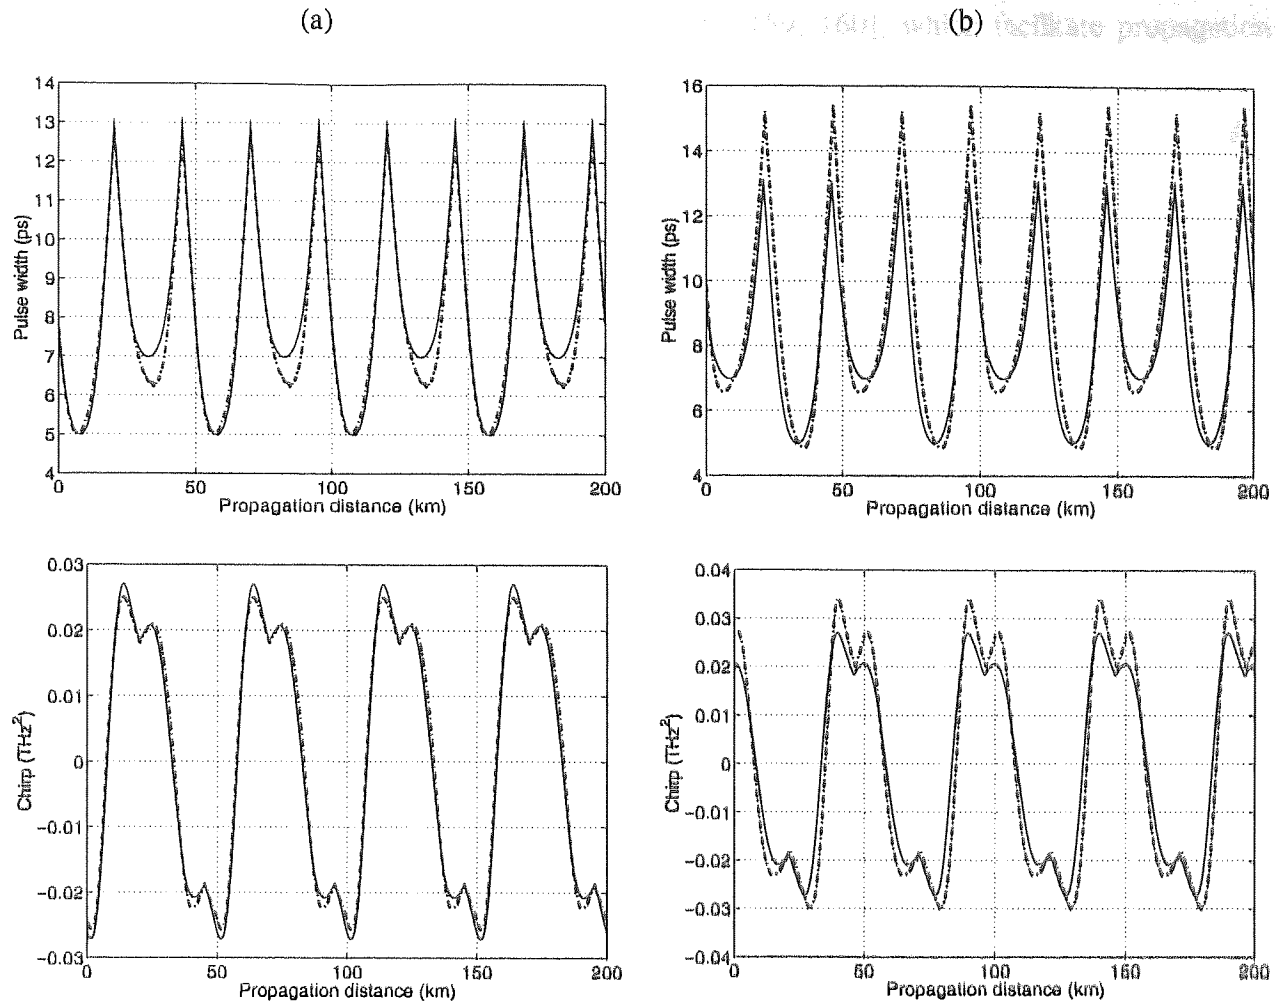 (a)
(b)
160], which facilitate propagation
14
13
12
11
10
9
8
7
6
5
4
Pulse width (ps)
0 50 100 150 200
Propagation distance (km)
16
14
12
10
8
6
4
Pulse width (ps)
0 50 100 150 200
Propagation distance (km)
0.03
0.02
0.01
0
−0.01
−0.02
−0.03
Chirp (THz²)
0 50 100 150 200
Propagation distance (km)
0.04
0.03
0.02
0.01
0
−0.01
−0.02
−0.03
−0.04
Chirp (THz²)
0 50 100 150 200
Propagation distance (km)